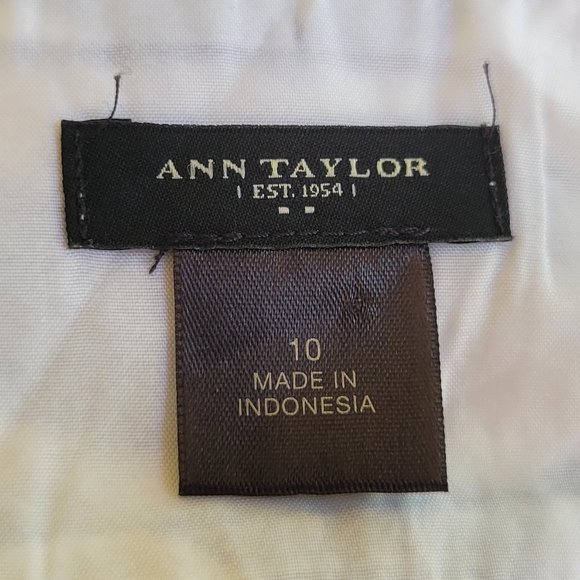 ANN TAYLOR
| EST. 1954 |
10
MADE IN
INDONESIA